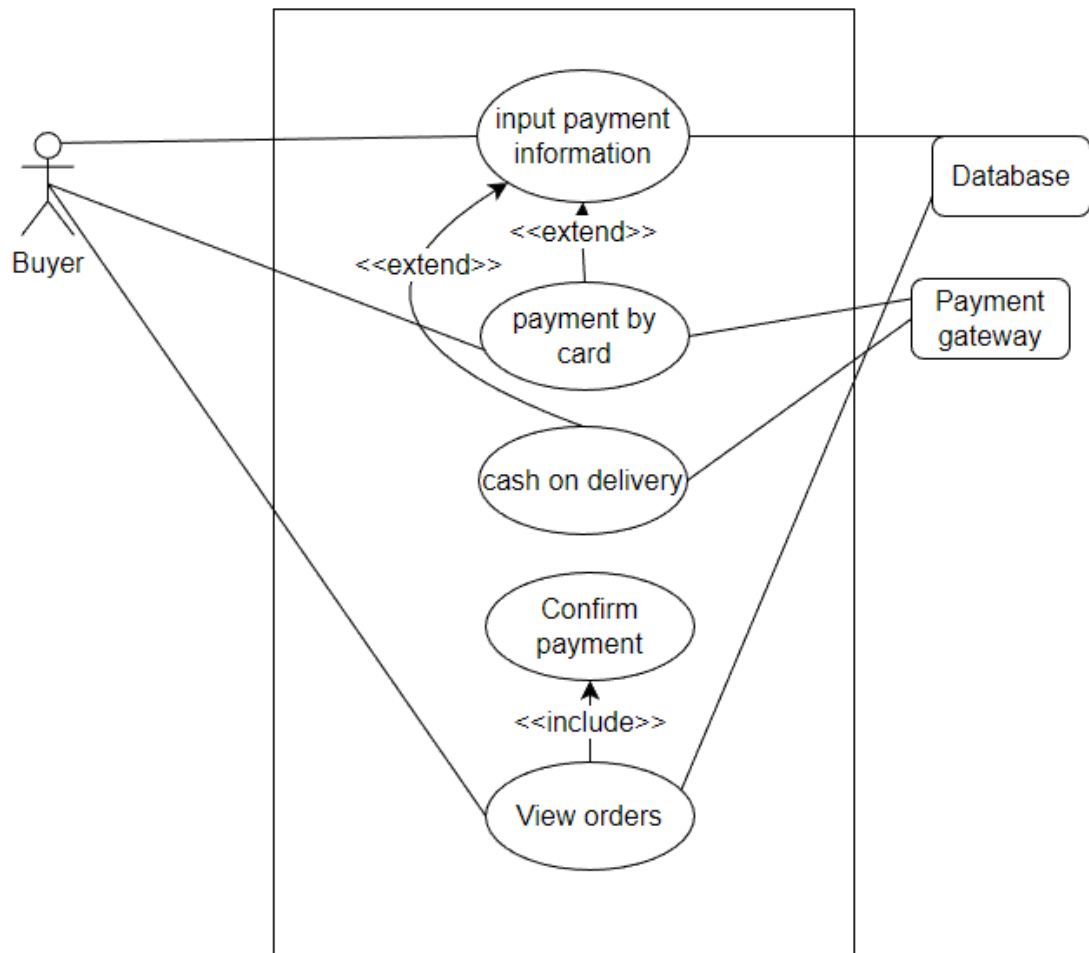 input payment
information
Database
Buyer
<<extend>>
<<extend>>
payment by
card
Payment
gateway
cash on delivery
Confirm
payment
<<include>>
View orders